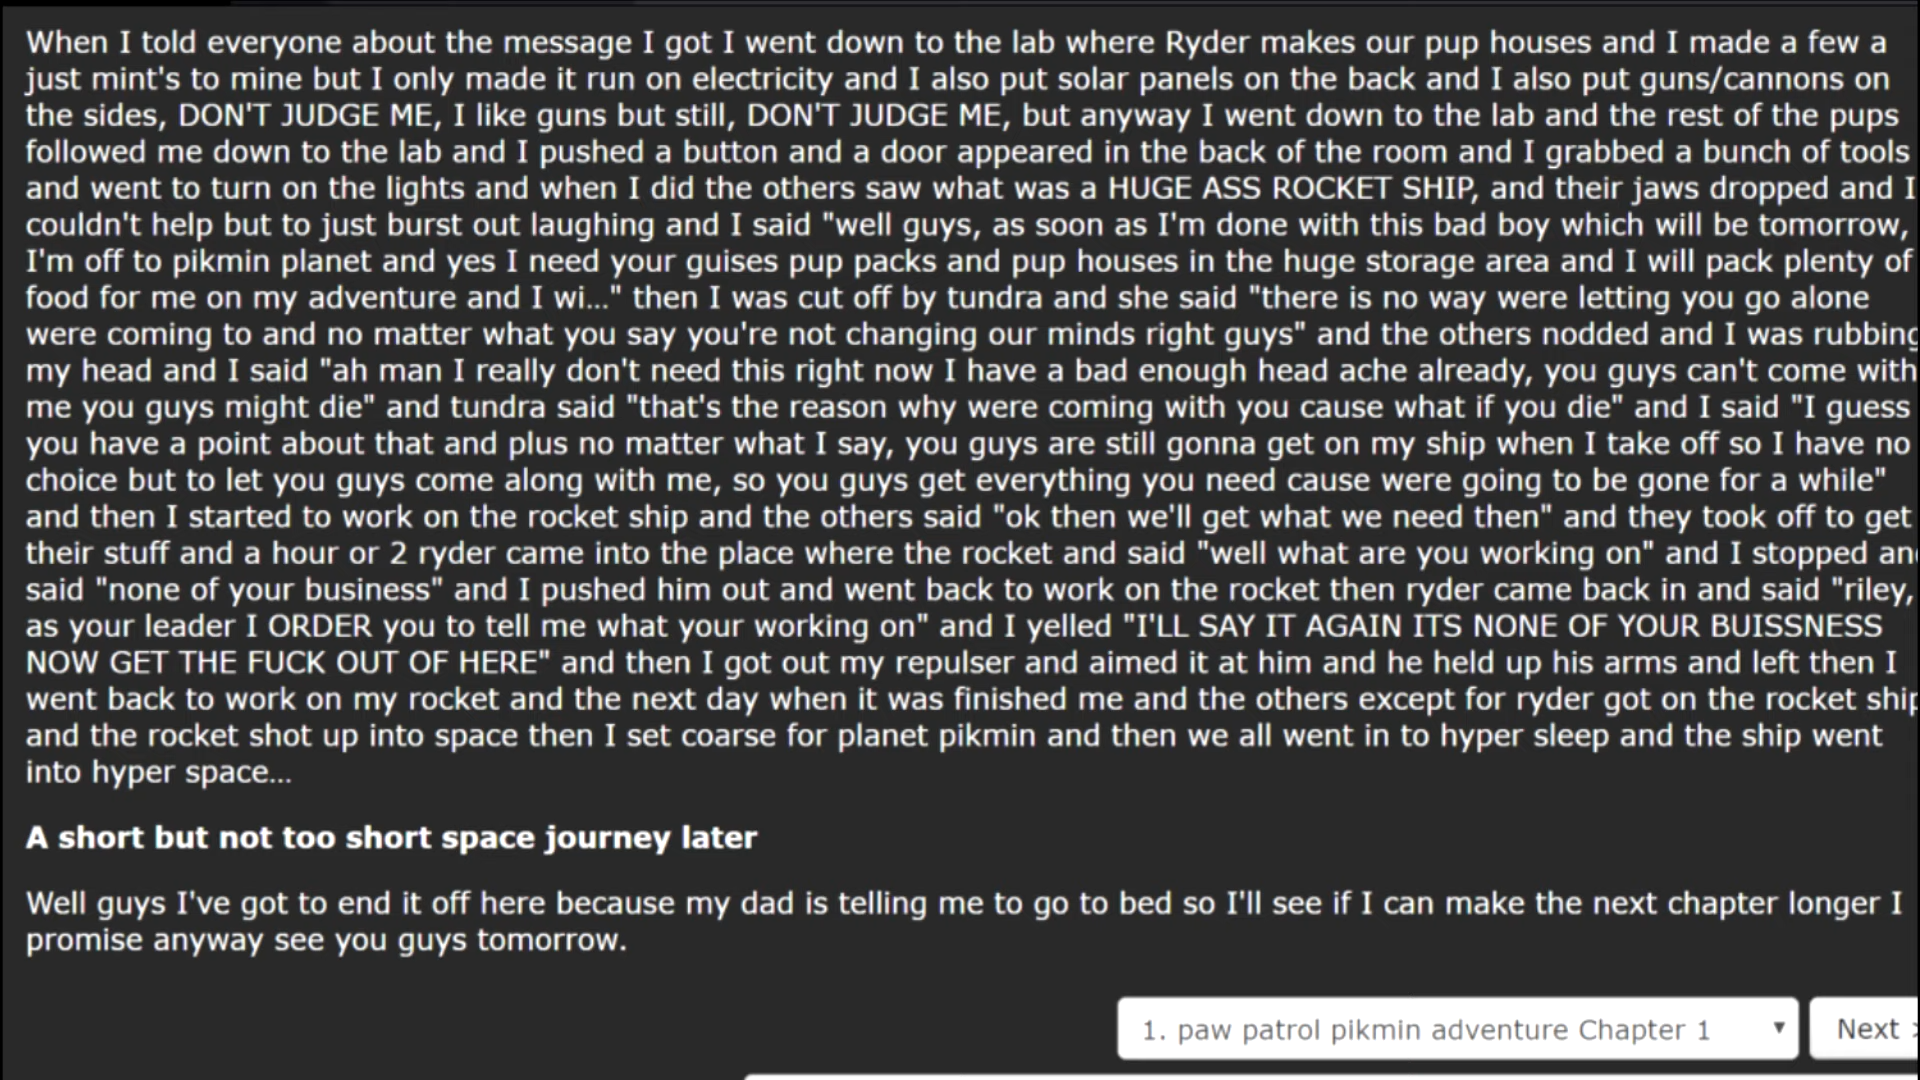 When I told everyone about the message I got I went down to the lab where Ryder makes our pup houses and I made a few a
just mint's to mine but I only made it run on electricity and I also put solar panels on the back and I also put guns/cannons on
the sides, DON'T JUDGE ME, I like guns but still, DON'T JUDGE ME, but anyway I went down to the lab and the rest of the pups
followed me down to the lab and I pushed a button and a door appeared in the back of the room and I grabbed a bunch of tools
and went to turn on the lights and when I did the others saw what was a HUGE ASS ROCKET SHIP, and their jaws dropped and I
couldn't help but to just burst out laughing and I said "well guys, as soon as I'm done with this bad boy which will be tomorrow,
I'm off to pikmin planet and yes I need your guises pup packs and pup houses in the huge storage area and I will pack plenty of
food for me on my adventure and I wi..." then I was cut off by tundra and she said "there is no way were letting you go alone
were coming to and no matter what you say you're not changing our minds right guys" and the others nodded and I was rubbing
my head and I said "ah man I really don't need this right now I have a bad enough head ache already, you guys can't come with
me you guys might die" and tundra said "that's the reason why were coming with you cause what if you die" and I said "I guess
you have a point about that and plus no matter what I say, you guys are still gonna get on my ship when I take off so I have no
choice but to let you guys come along with me, so you guys get everything you need cause were going to be gone for a while"
and then I started to work on the rocket ship and the others said "ok then we'll get what we need then" and they took off to get
their stuff and a hour or 2 ryder came into the place where the rocket and said "well what are you working on" and I stopped an
said "none of your business" and I pushed him out and went back to work on the rocket then ryder came back in and said "riley,
as your leader I ORDER you to tell me what your working on" and I yelled "I'LL SAY IT AGAIN ITS NONE OF YOUR BUISSNESS
NOW GET THE FUCK OUT OF HERE" and then I got out my repulser and aimed it at him and he held up his arms and left then I
went back to work on my rocket and the next day when it was finished me and the others except for ryder got on the rocket ship
and the rocket shot up into space then I set coarse for planet pikmin and then we all went in to hyper sleep and the ship went
into hyper space...
A short but not too short space journey later
Well guys I've got to end it off here because my dad is telling me to go to bed so I'll see if I can make the next chapter longer I
promise anyway see you guys tomorrow.
1. paw patrol pikmin adventure Chapter 1
Next >